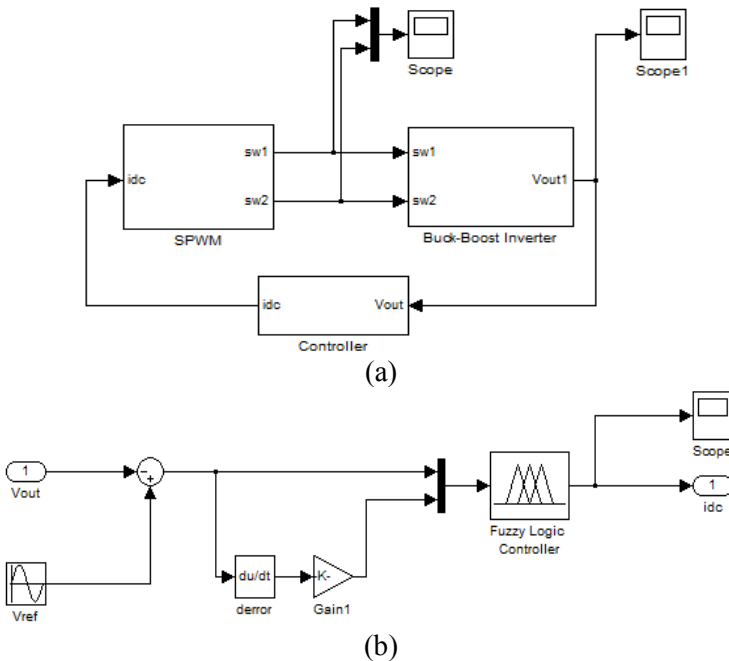 Scope
Scope1
sw1
sw1
idc
Vout1
sw2
sw2
SPWM
Buck-Boost Inverter
idc
Vout
Controller
(a)
Scope
1
Vout
-
+
1
idc
Fuzzy Logic
Controller
du/dt
-K-
derror
Gain1
Vref
(b)